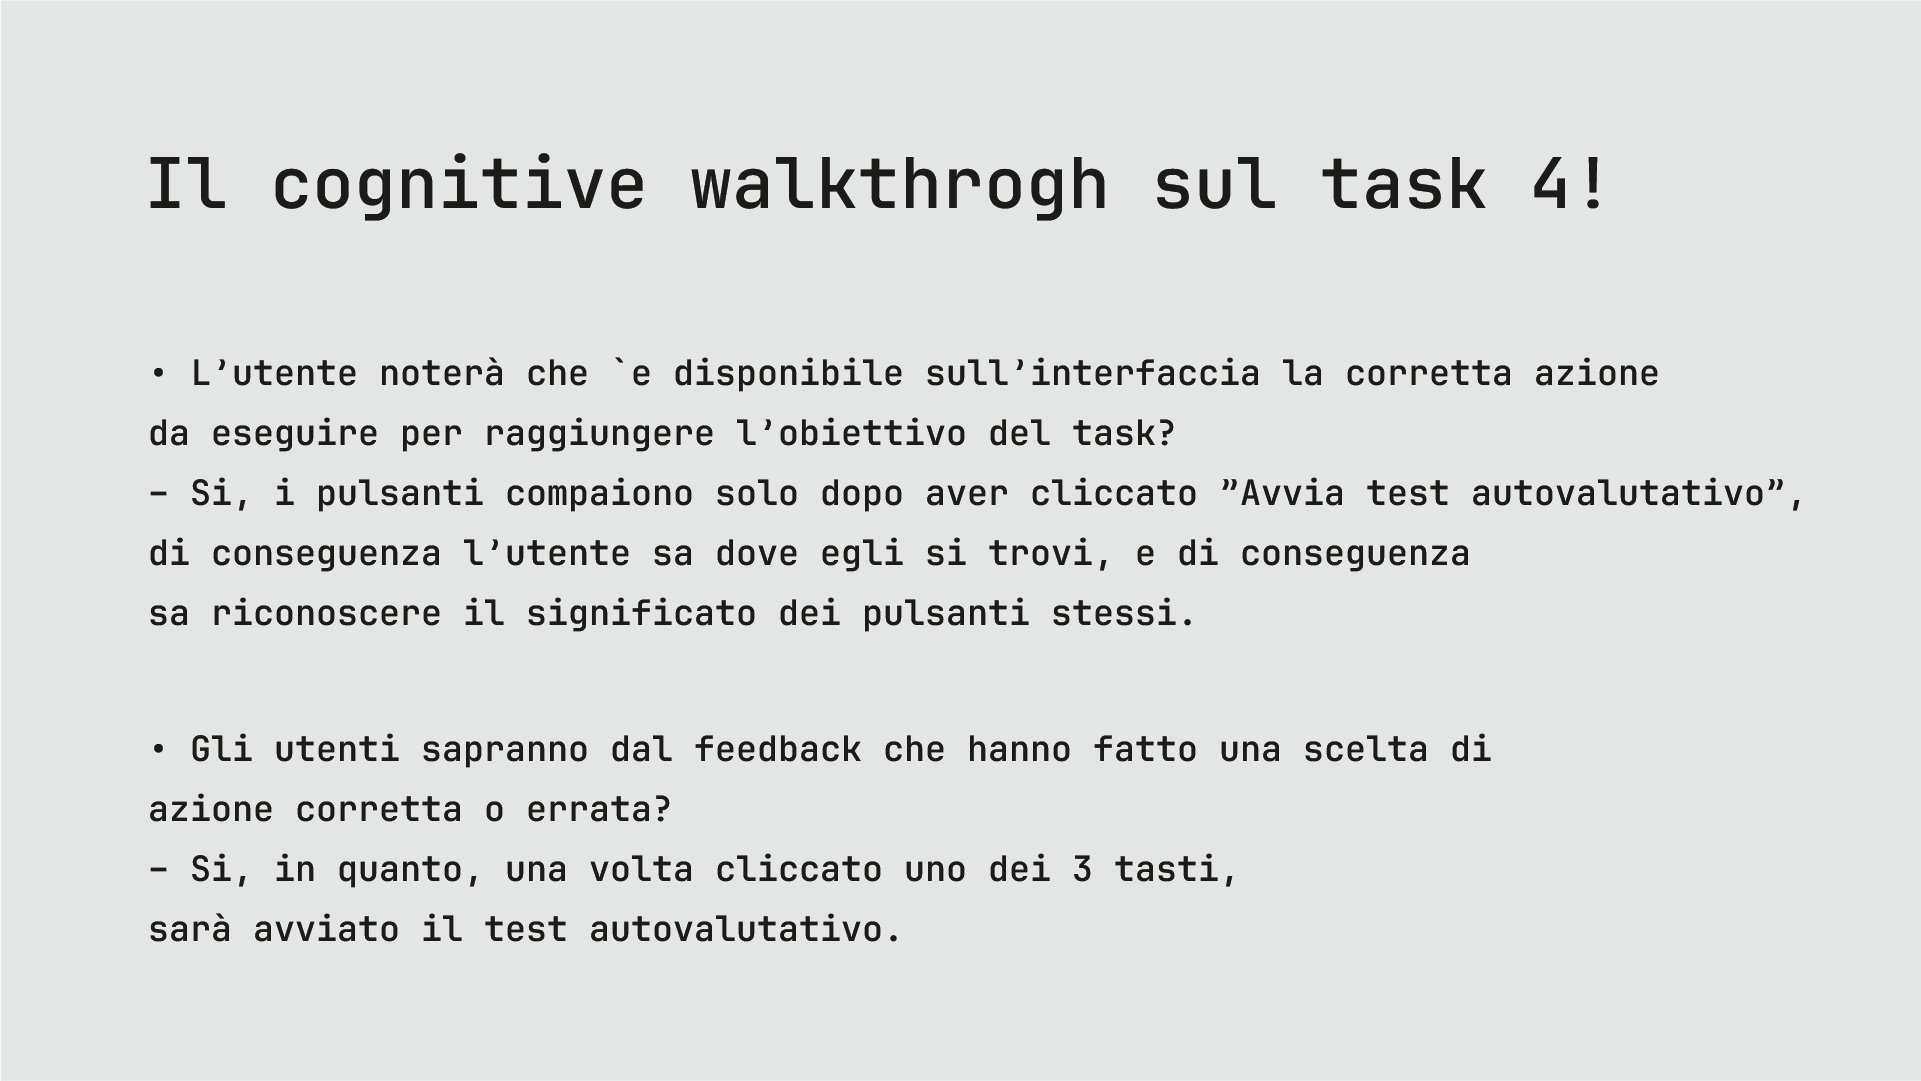 Il cognitive walkthrogh sul task 4!
• L’utente noterà che `e disponibile sull’interfaccia la corretta azione
da eseguire per raggiungere l’obiettivo del task?
– Si, i pulsanti compaiono solo dopo aver cliccato ”Avvia test autovalutativo”,
di conseguenza l’utente sa dove egli si trovi, e di conseguenza
sa riconoscere il significato dei pulsanti stessi.
• Gli utenti sapranno dal feedback che hanno fatto una scelta di
azione corretta o errata?
– Si, in quanto, una volta cliccato uno dei 3 tasti,
sarà avviato il test autovalutativo.